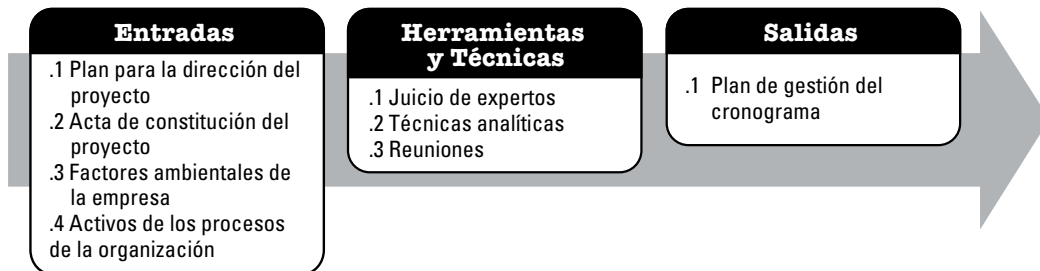 Entradas
.1 Plan para la dirección del
proyecto
.2 Acta de constitución del
proyecto
.3 Factores ambientales de
la empresa
.4 Activos de los procesos
de la organización
Herramientas
y Técnicas
.1 Juicio de expertos
.2 Técnicas analíticas
.3 Reuniones
Salidas
.1 Plan de gestión del
cronograma